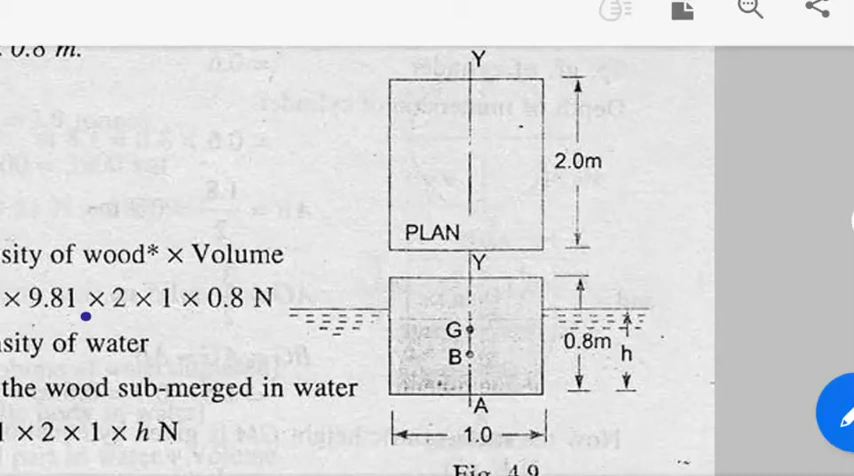 0.8 m.
sity of wood* × Volume
× 9.81 × 2 × 1 × 0.8 N
sity of water
the wood sub-merged in water
1 × 2 × 1 × h N
Y
2.0m
PLAN
Y
G
B
0.8m
h
A
1.0
Fig. 4.9